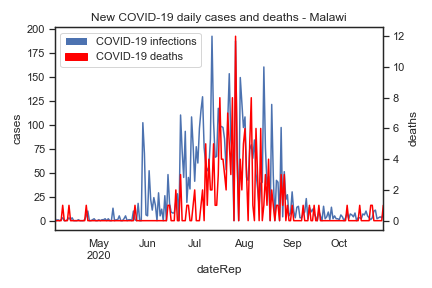 New COVID-19 daily cases and deaths - Malawi
COVID-19 infections
COVID-19 deaths
200
175
150
125
100
75
50
25
0
cases
12
10
8
6
4
2
0
deaths
May
2020
Jun
Jul
Aug
Sep
Oct
dateRep